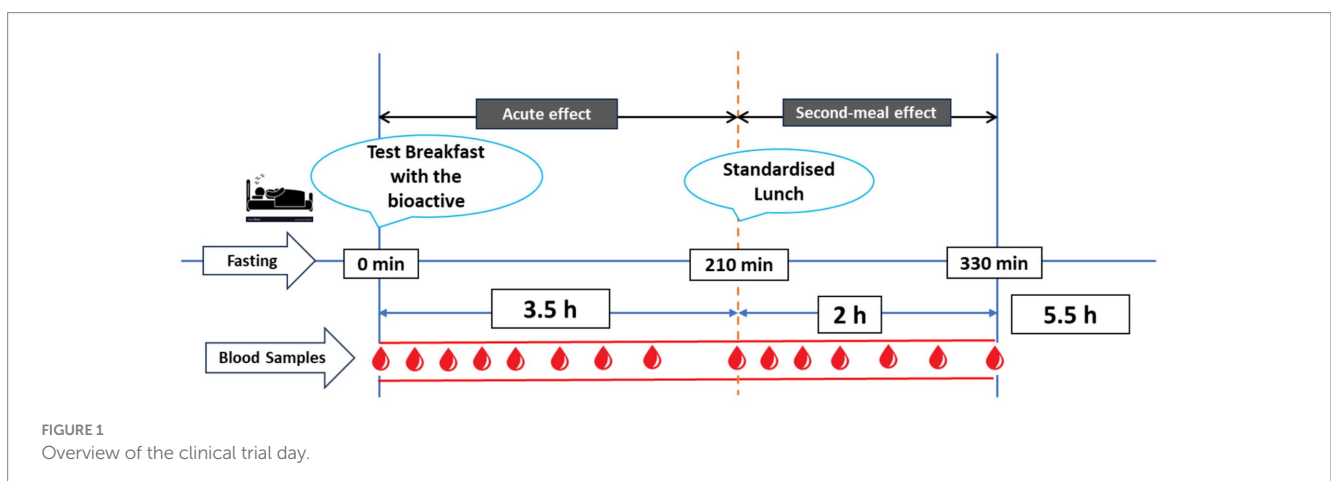 Acute effect
Second-meal effect
Test Breakfast
with the
bioactive
Standardised
Lunch
Fasting
0 min
210 min
330 min
3.5 h
2 h
5.5 h
Blood Samples
FIGURE 1
Overview of the clinical trial day.